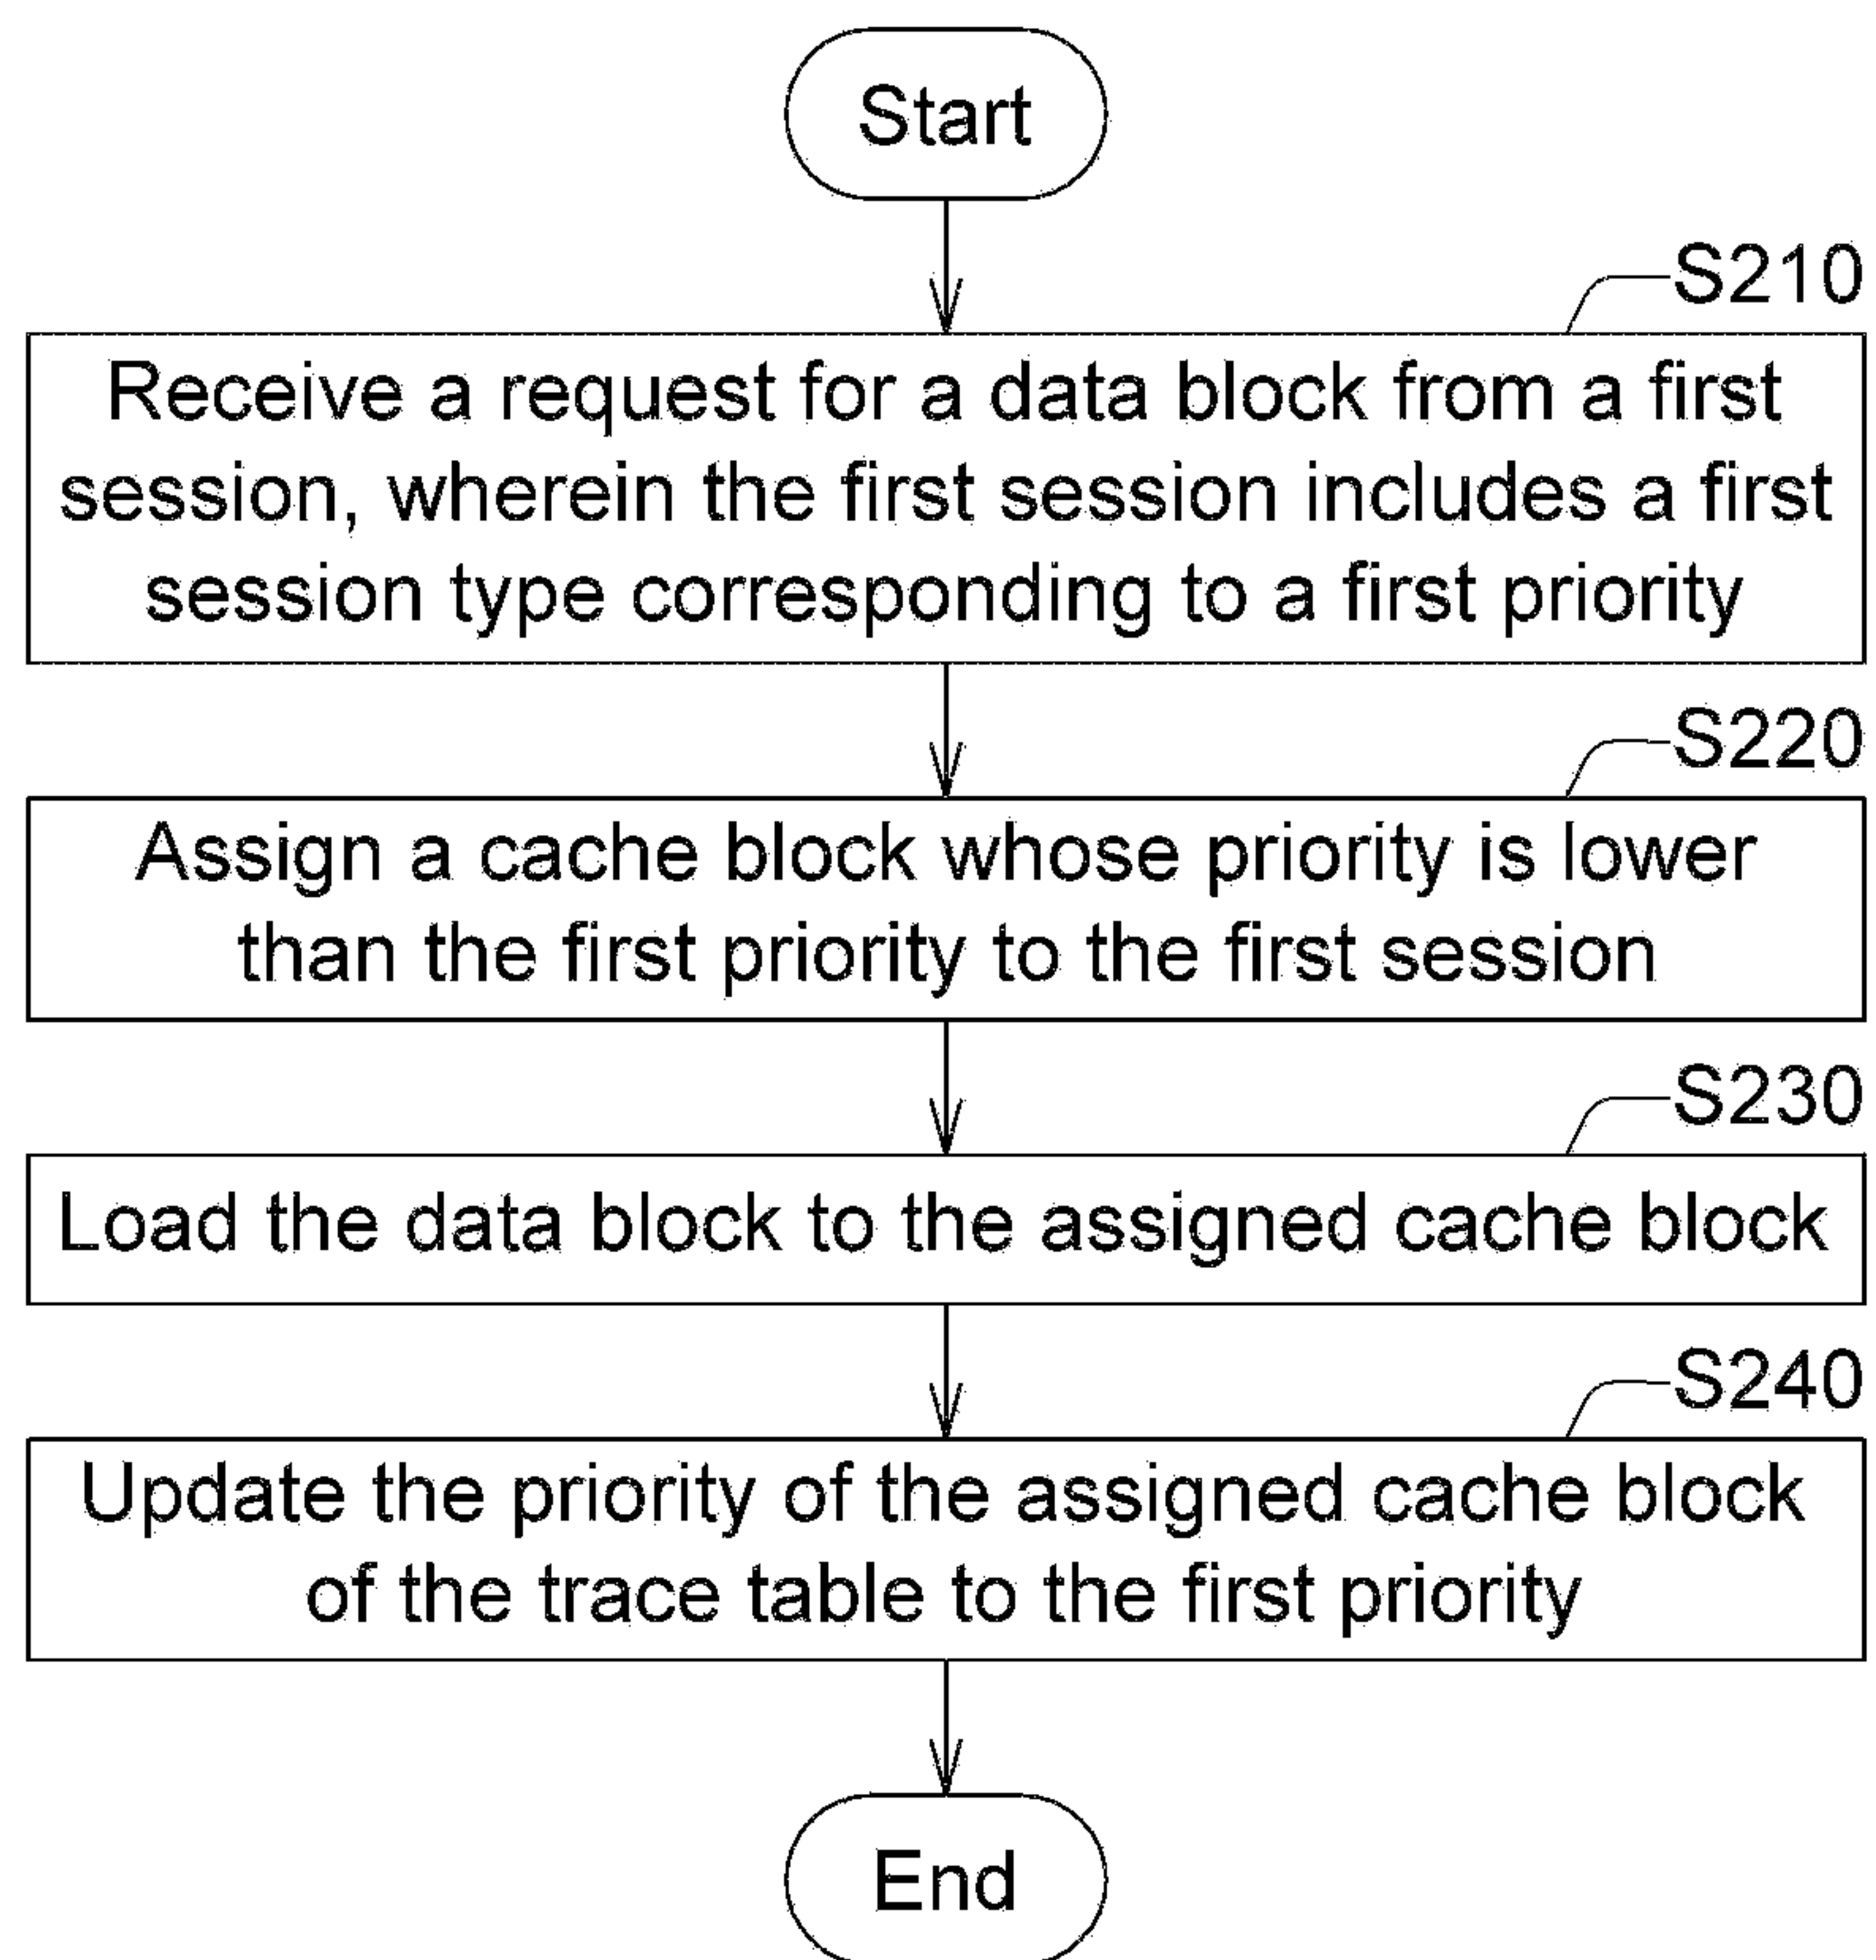 Start
S210
Receive a request for a data block from a first
session, wherein the first session includes a first
session type corresponding to a first priority
S220
Assign a cache block whose priority is lower
than the first priority to the first session
S230
Load the data block to the assigned cache block
S240
Update the priority of the assigned cache block
of the trace table to the first priority
End